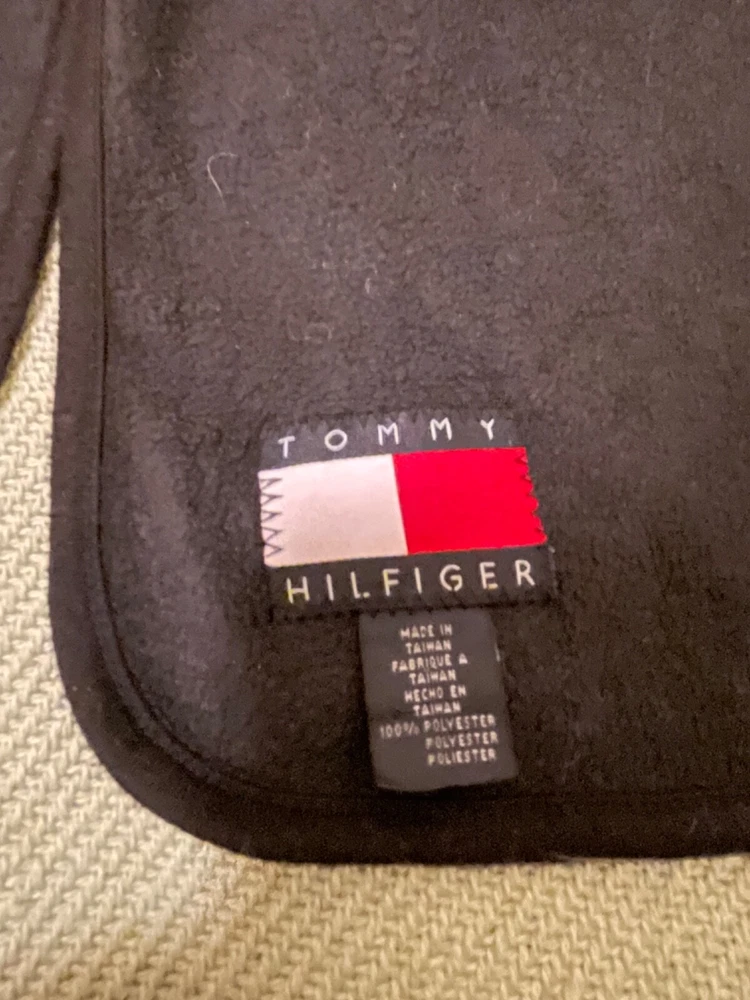 TOMMY
HILFIGER
MADE IN
TAIWAN
FABRIQUE A
TAIWAN
HECHO EN
TAIWAN
100% POLYESTER
POLYESTER
POLIESTER